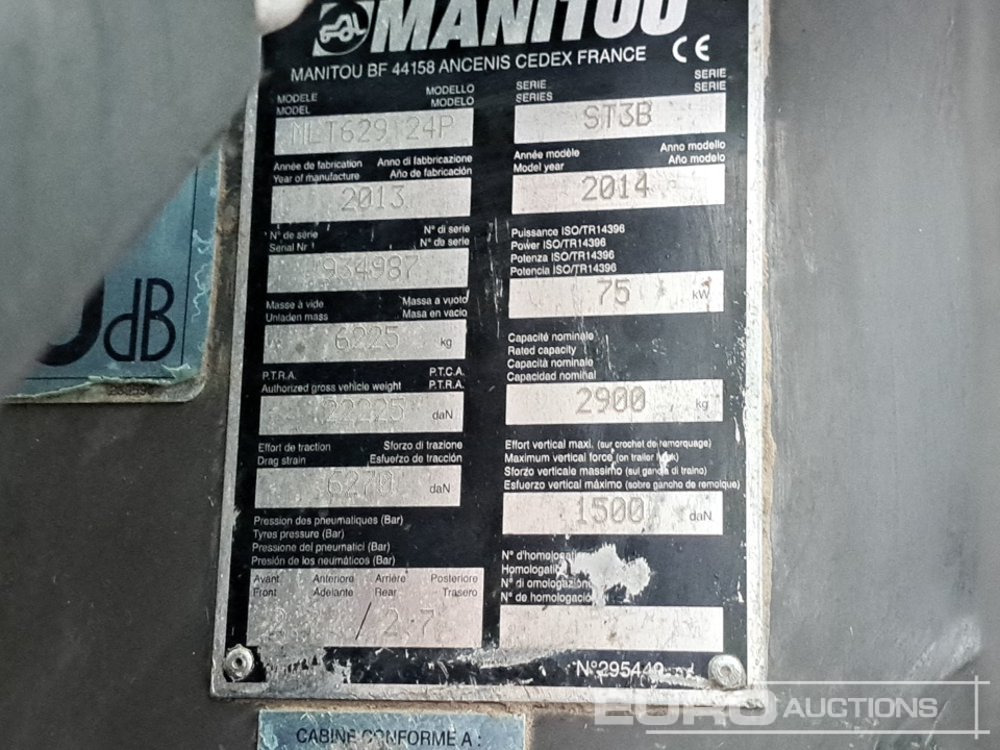 MANITOU
MANITOU BF 44158 ANCENIS CEDEX FRANCE CE
MODELE MODELLO
MODEL MODELO
MLT629 24P
SERIE SERIE
SERIES SERIE
ST3B
Année de fabrication Anno di fabbricazione
Year of manufacture Año de fabricación
2013
Année modèle Anno modello
Model year Año modelo
2014
N° de série N° di serie
Serial Nr N° de serie
934987
Puissance ISO/TR14396
Power ISO/TR14396
Potenza ISO/TR14396
Potencia ISO/TR14396
75 kW
Masse à vide Massa a vuoto
Unladen mass Masa en vacio
6225 kg
Capacité nominale
Rated capacity
Capacità nominale
Capacidad nominal
2900 kg
P.T.R.A. P.T.C.A.
Authorized gross vehicle weight P.T.R.A.
22225 daN
Effort de traction Sforzo di trazione
Drag strain Esfuerzo de tracción
6270 daN
Effort vertical maxi. (sur crochet de remorquage)
Maximum vertical force (on trailer hook)
Sforzo verticale massimo (sul gancio di traino)
Esfuerzo vertical máximo (sobre gancho de remolque)
1500 daN
Pression des pneumatiques (Bar)
Tyres pressure (Bar)
Pressione dei pneumatici (Bar)
Presión de los neumáticos (Bar)
Avant Anteriore Arrière Posteriore
Front Adelante Rear Trasero
/2.7
N° d'homologati
Homologati
N° di omologazion
N° de homologació
N°295449
dB
CABINE CONFORME A :
EURO AUCTIONS